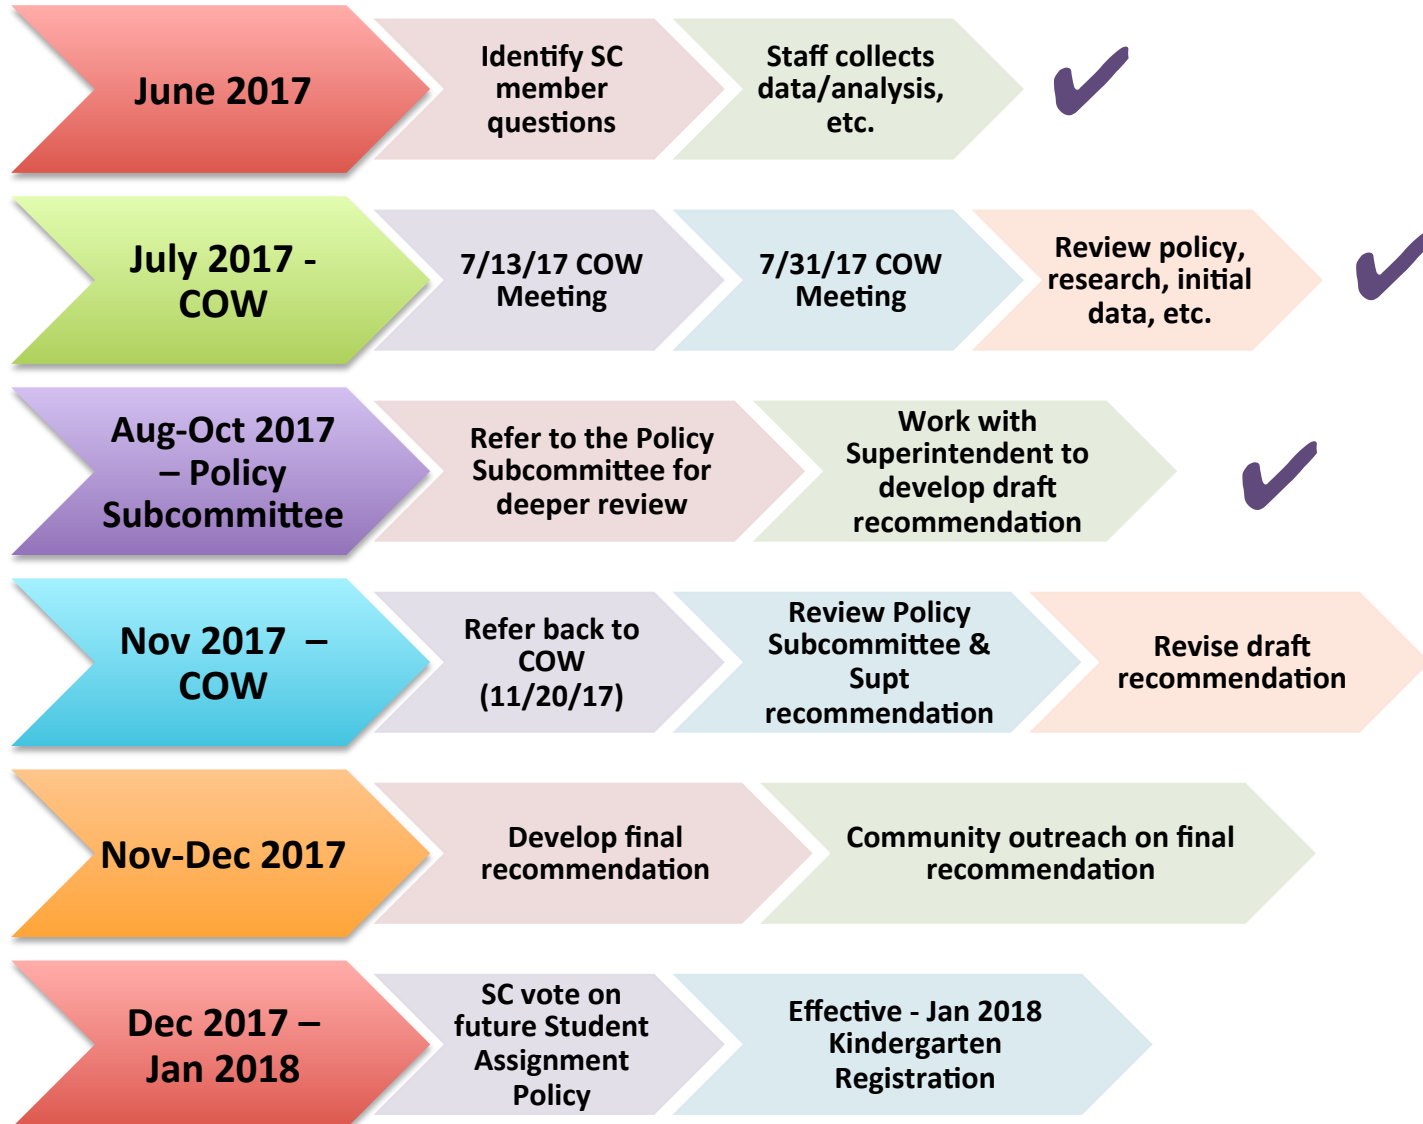 June 2017
Identify SC
member
questions
Staff collects
data/analysis,
etc.
July 2017 -
COW
7/13/17 COW
Meeting
7/31/17 COW
Meeting
Review policy,
research, initial
data, etc.
Aug-Oct 2017
– Policy
Subcommittee
Refer to the Policy
Subcommittee for
deeper review
Work with
Superintendent to
develop draft
recommendation
Nov 2017 –
COW
Refer back to
COW
(11/20/17)
Review Policy
Subcommittee &
Supt
recommendation
Revise draft
recommendation
Nov-Dec 2017
Develop final
recommendation
Community outreach on final
recommendation
Dec 2017 –
Jan 2018
SC vote on
future Student
Assignment
Policy
Effective - Jan 2018
Kindergarten
Registration